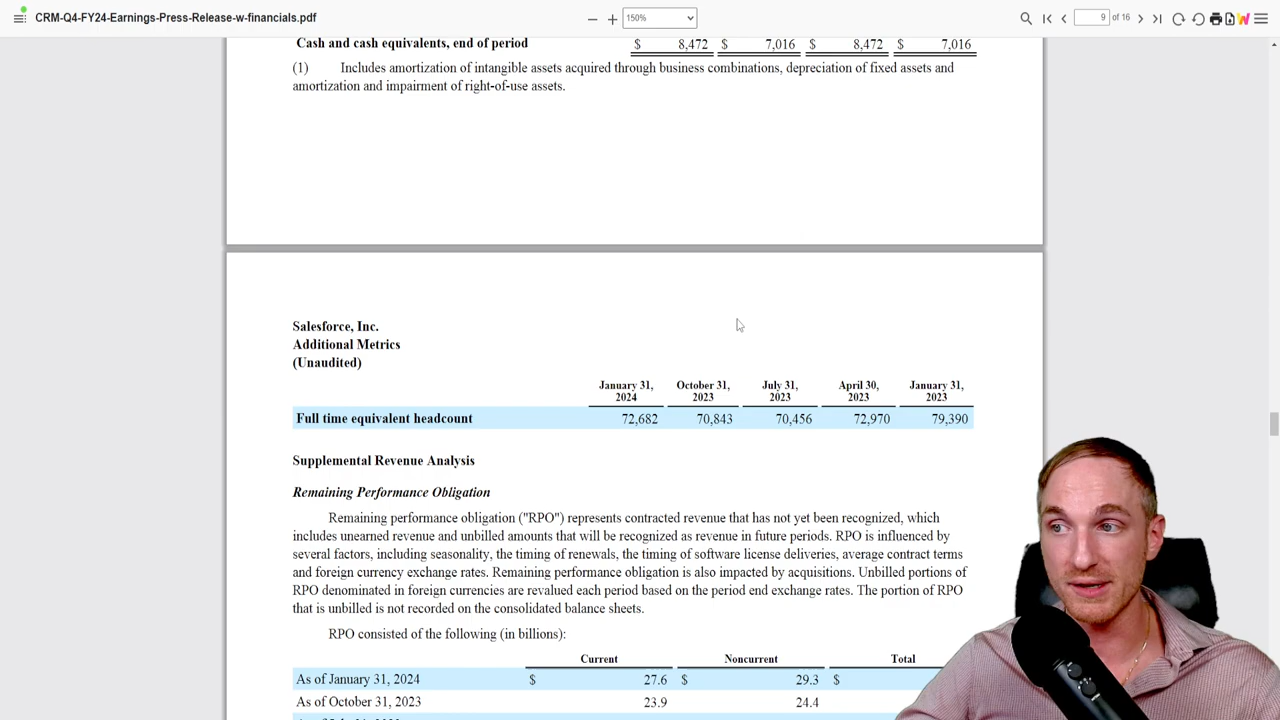 CRM-Q4-FY24-Earnings-Press-Release-w-financials.pdf
150%
9 of 16
Cash and cash equivalents, end of period $ 8,472 $ 7,016 $ 8,472 $ 7,016
(1) Includes amortization of intangible assets acquired through business combinations, depreciation of fixed assets and
amortization and impairment of right-of-use assets.
Salesforce, Inc.
Additional Metrics
(Unaudited)
January 31, 2024 October 31, 2023 July 31, 2023 April 30, 2023 January 31, 2023
Full time equivalent headcount 72,682 70,843 70,456 72,970 79,390
Supplemental Revenue Analysis
Remaining Performance Obligation
Remaining performance obligation ("RPO") represents contracted revenue that has not yet been recognized, which
includes unearned revenue and unbilled amounts that will be recognized as revenue in future periods. RPO is influenced by
several factors, including seasonality, the timing of renewals, the timing of software license deliveries, average contract terms
and foreign currency exchange rates. Remaining performance obligation is also impacted by acquisitions. Unbilled portions of
RPO denominated in foreign currencies are revalued each period based on the period end exchange rates. The portion of RPO
that is unbilled is not recorded on the consolidated balance sheets.
RPO consisted of the following (in billions):
Current Noncurrent Total
As of January 31, 2024 $ 27.6 $ 29.3 $
As of October 31, 2023 23.9 24.4